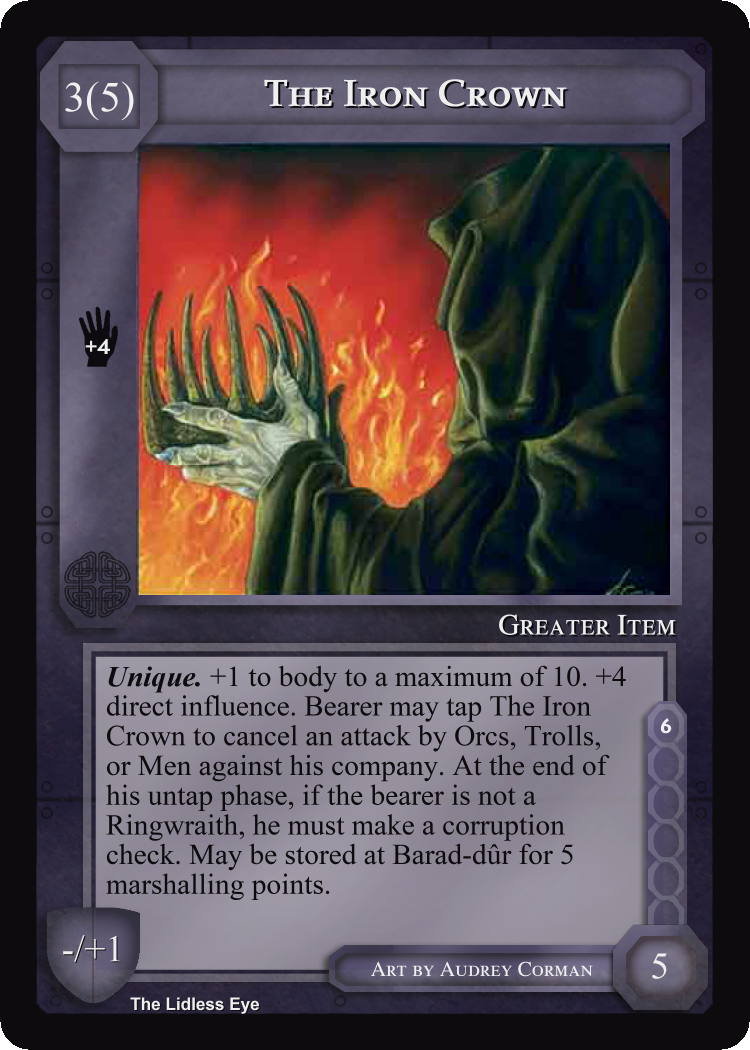 3(5)
The Iron Crown
+4
Greater Item
Unique. +1 to body to a maximum of 10. +4
direct influence. Bearer may tap The Iron
Crown to cancel an attack by Orcs, Trolls,
or Men against his company. At the end of
his untap phase, if the bearer is not a
Ringwraith, he must make a corruption
check. May be stored at Barad-dûr for 5
marshalling points.
6
-/+1
Art by Audrey Corman
5
The Lidless Eye